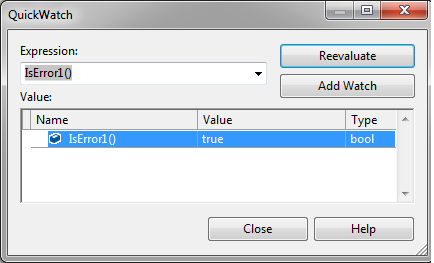 QuickWatch
Expression:
Reevaluate
IsError1()
Add Watch
Value:
Name Value Type
IsError1() true bool
Close Help